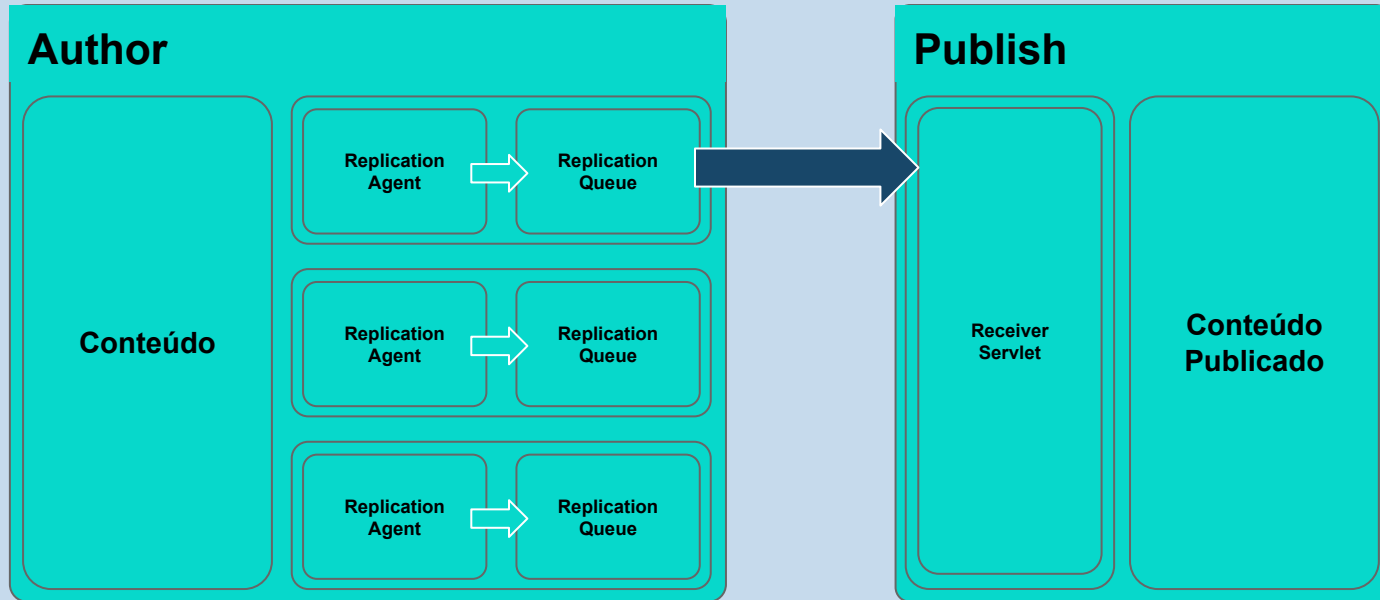 Author
Publish
Conteúdo
Replication
Agent
Replication
Queue
Replication
Agent
Replication
Queue
Replication
Agent
Replication
Queue
Receiver
Servlet
Conteúdo
Publicado